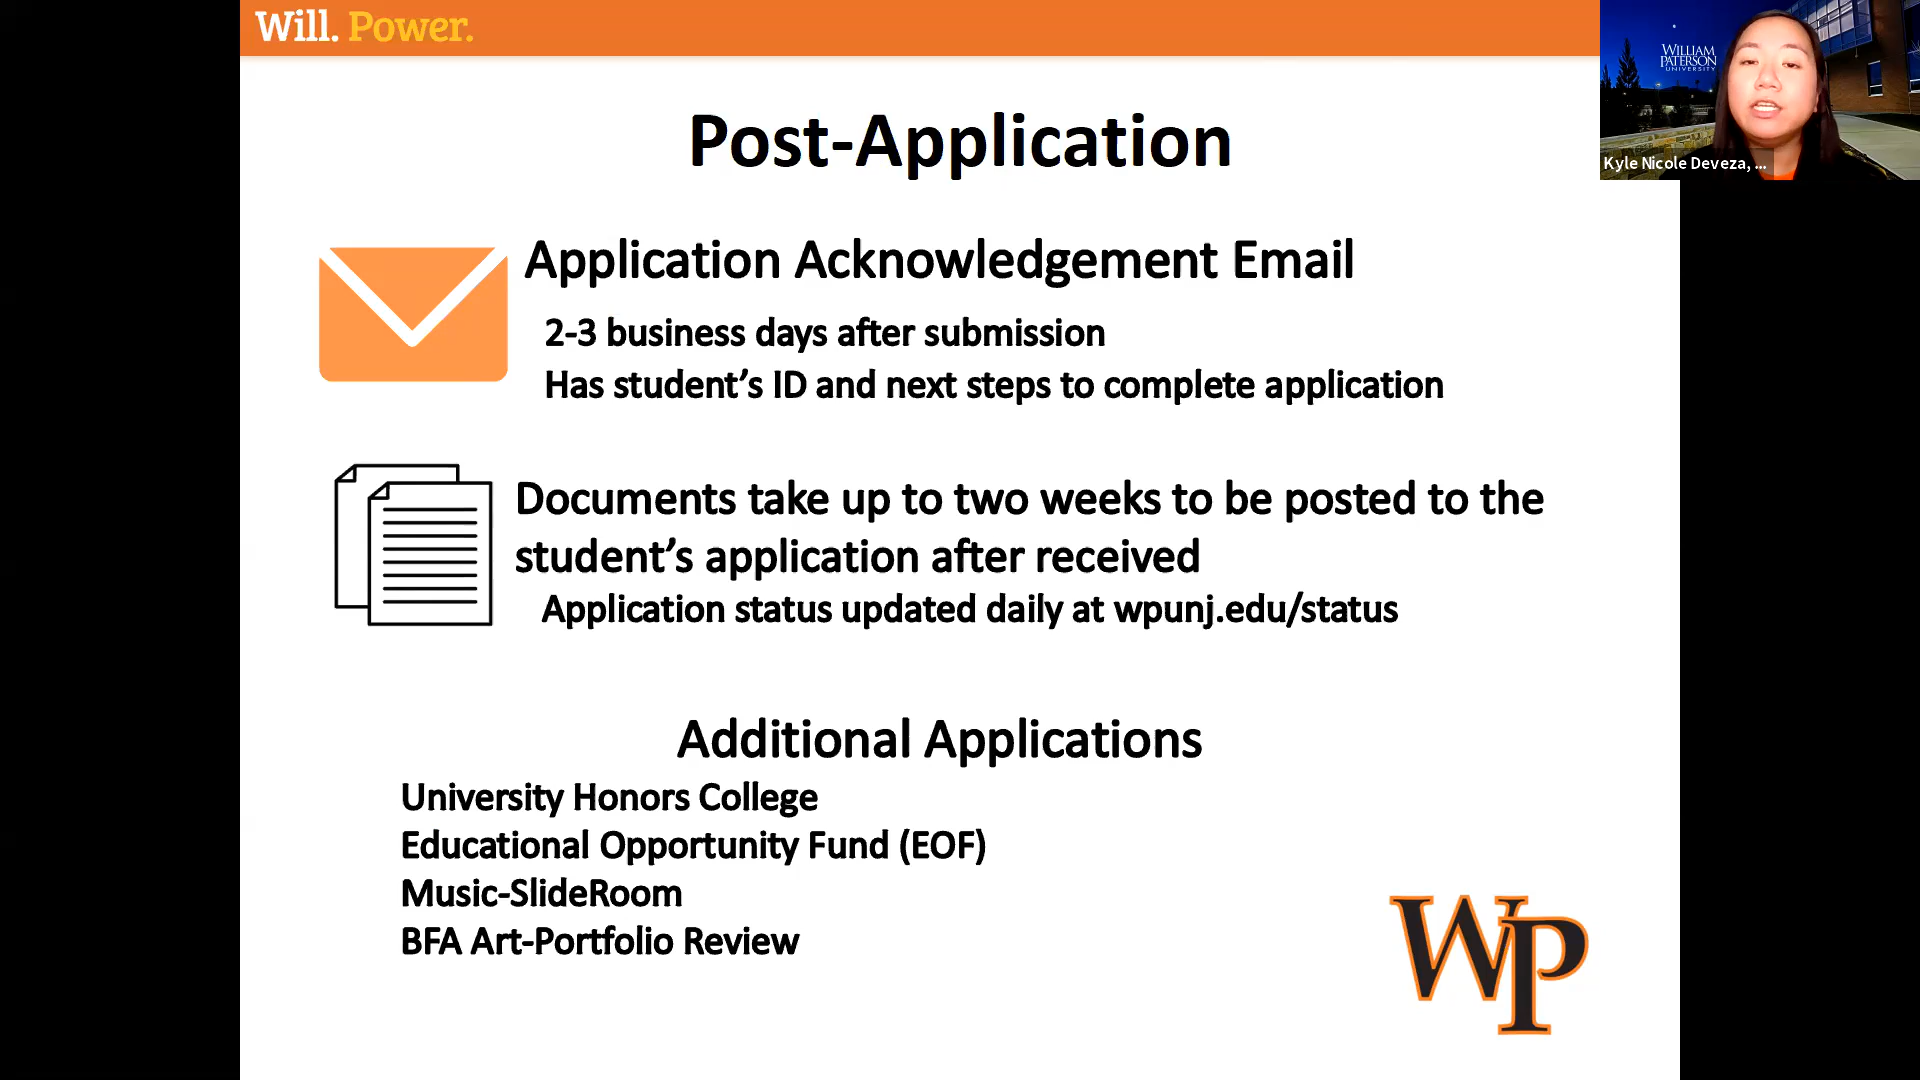 Will. Power.
WILLIAM
PATERSON
UNIVERSITY
Kyle Nicole Deveza, ...
Post-Application
Application Acknowledgement Email
2-3 business days after submission
Has student’s ID and next steps to complete application
Documents take up to two weeks to be posted to the
student’s application after received
Application status updated daily at wpunj.edu/status
Additional Applications
University Honors College
Educational Opportunity Fund (EOF)
Music-SlideRoom
BFA Art-Portfolio Review
WP